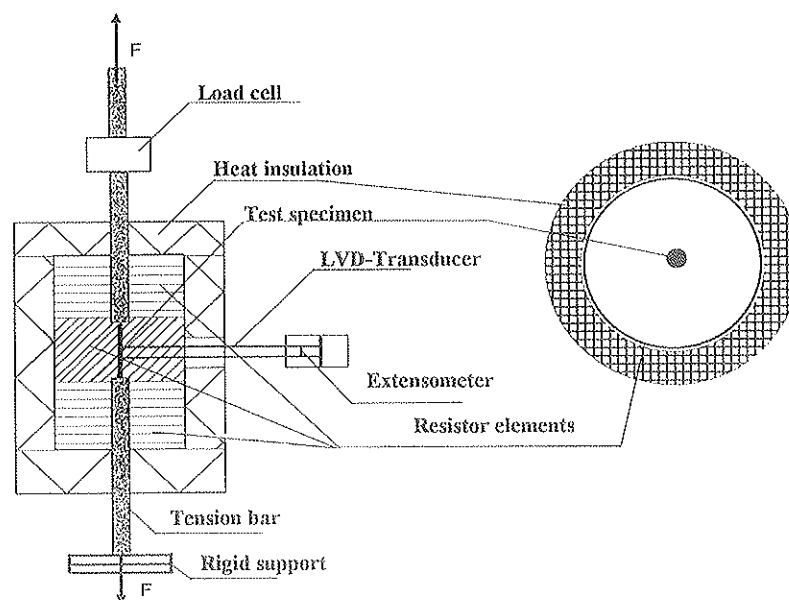 F
Load cell
Heat insulation
Test specimen
LVD-Transducer
Extensometer
Resistor elements
Tension bar
Rigid support
F